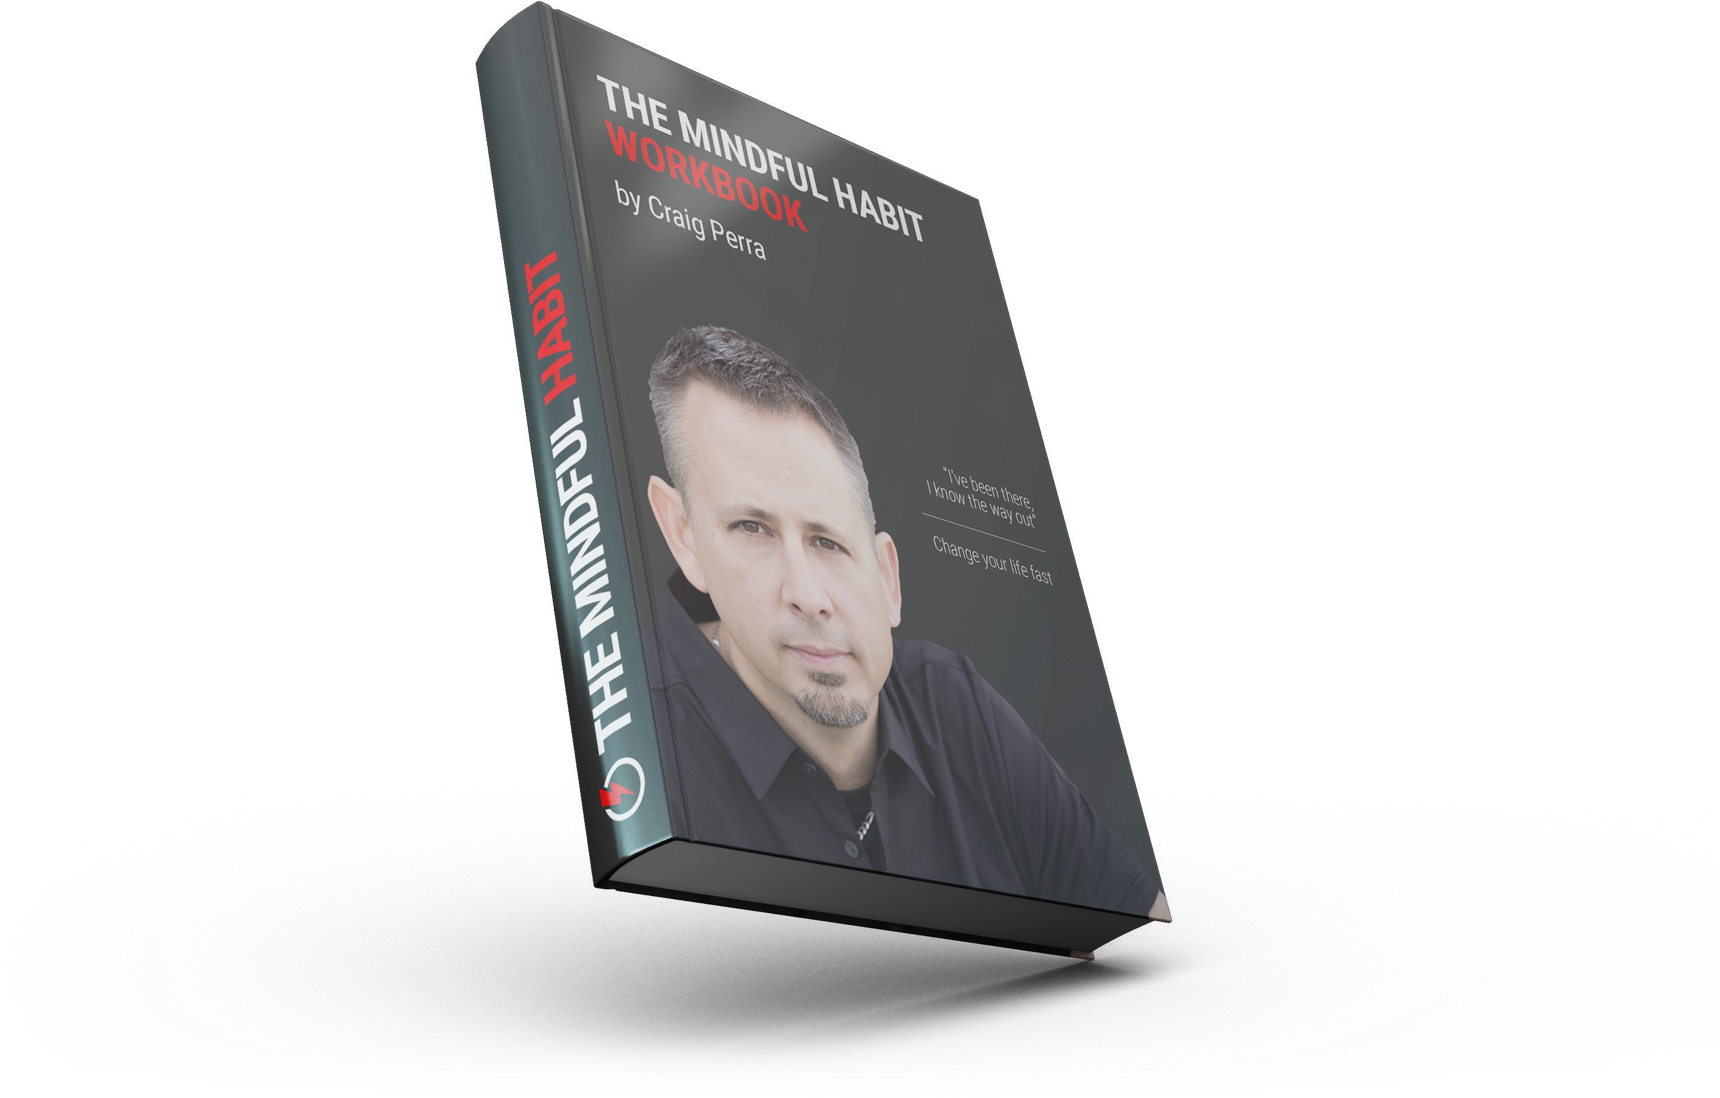 THE MINDFUL HABIT
WORKBOOK
by Craig Perra
"I've been there,
I know the way out"
Change your life fast
THE MINDFUL HABIT